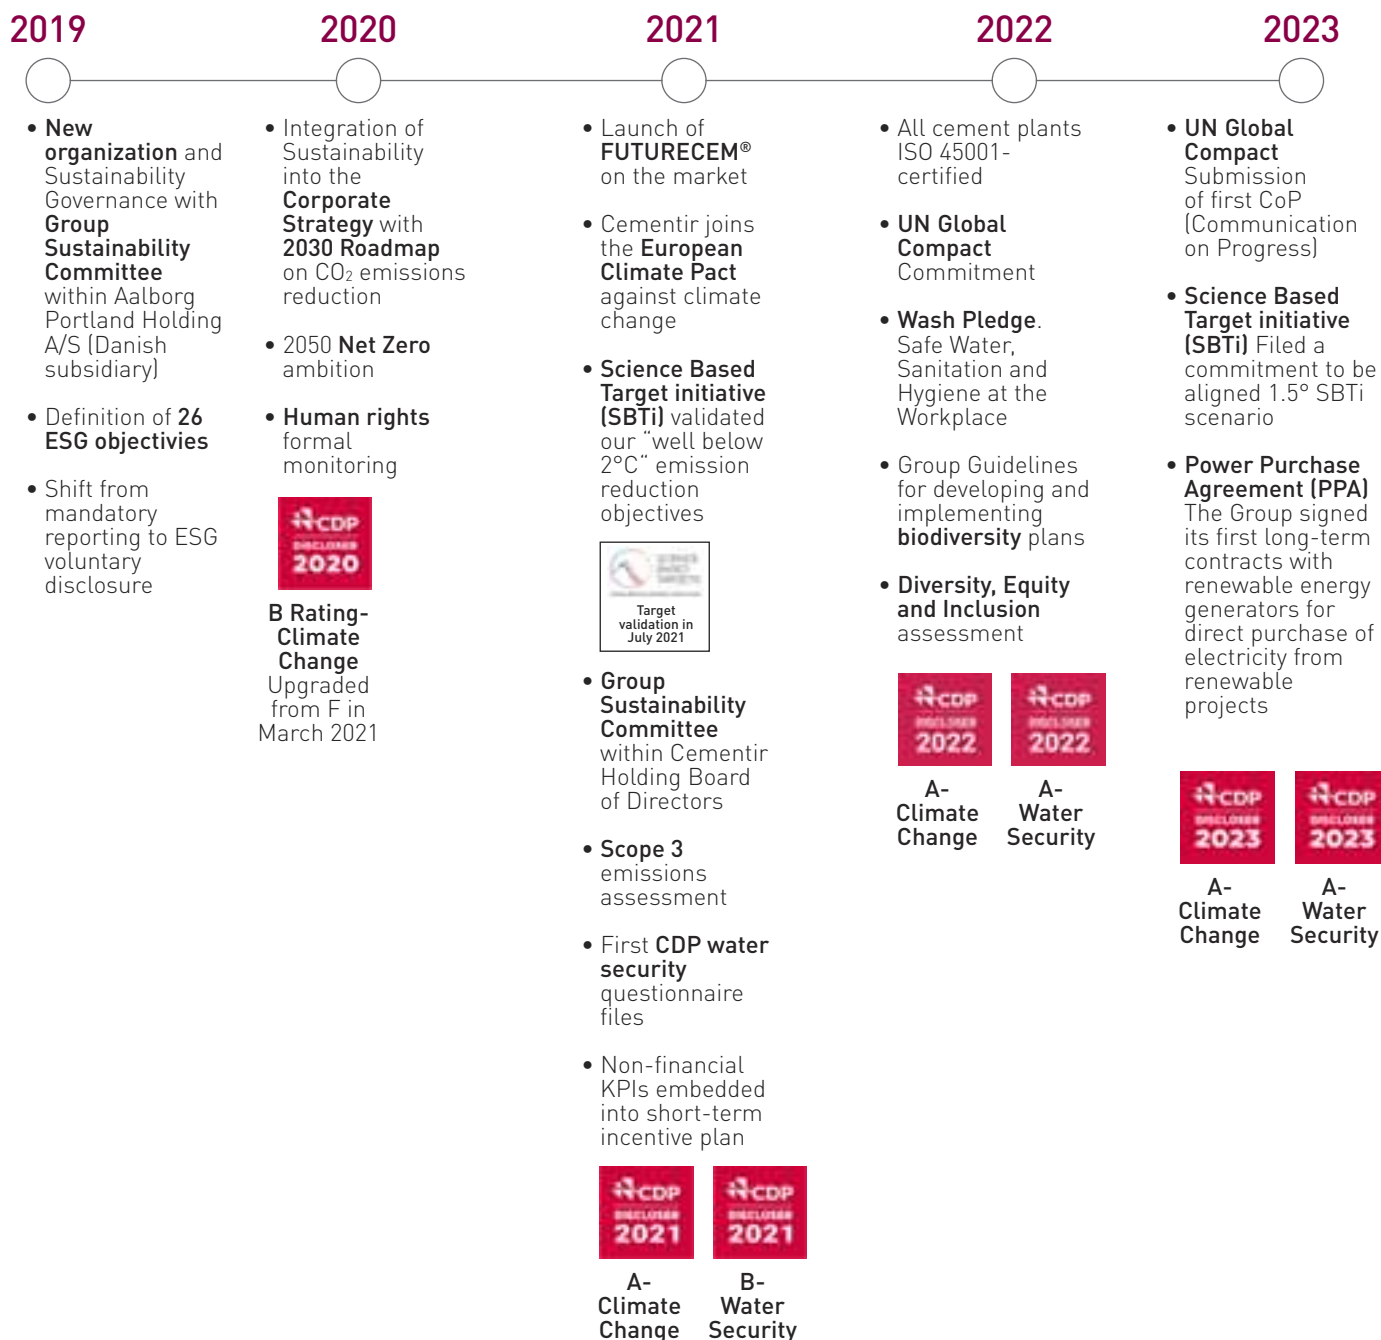 2019
• New
organization and
Sustainability
Governance with
Group
Sustainability
Committee
within Aalborg
Portland Holding
A/S (Danish
subsidiary)
• Definition of 26
ESG objectivies
• Shift from
mandatory
reporting to ESG
voluntary
disclosure
2020
• Integration of
Sustainability
into the
Corporate
Strategy with
2030 Roadmap
on CO₂ emissions
reduction
• 2050 Net Zero
ambition
• Human rights
formal
monitoring
CDP
DISCLOSER
2020
B Rating-
Climate
Change
Upgraded
from F in
March 2021
2021
• Launch of
FUTURECEM®
on the market
• Cementir joins
the European
Climate Pact
against climate
change
• Science Based
Target initiative
(SBTi) validated
our “well below
2°C“ emission
reduction
objectives
SCIENCE
BASED
TARGETS
Target
validation in
July 2021
• Group
Sustainability
Committee
within Cementir
Holding Board
of Directors
• Scope 3
emissions
assessment
• First CDP water
security
questionnaire
files
• Non-financial
KPIs embedded
into short-term
incentive plan
CDP
DISCLOSER
2021
A-
Climate
Change
CDP
DISCLOSER
2021
B-
Water
Security
2022
• All cement plants
ISO 45001-
certified
• UN Global
Compact
Commitment
• Wash Pledge.
Safe Water,
Sanitation and
Hygiene at the
Workplace
• Group Guidelines
for developing and
implementing
biodiversity plans
• Diversity, Equity
and Inclusion
assessment
CDP
DISCLOSER
2022
A-
Climate
Change
CDP
DISCLOSER
2022
A-
Water
Security
2023
• UN Global
Compact
Submission
of first CoP
(Communication
on Progress)
• Science Based
Target initiative
(SBTi) Filed a
commitment to be
aligned 1.5° SBTi
scenario
• Power Purchase
Agreement (PPA)
The Group signed
its first long-term
contracts with
renewable energy
generators for
direct purchase of
electricity from
renewable
projects
CDP
DISCLOSER
2023
A-
Climate
Change
CDP
DISCLOSER
2023
A-
Water
Security